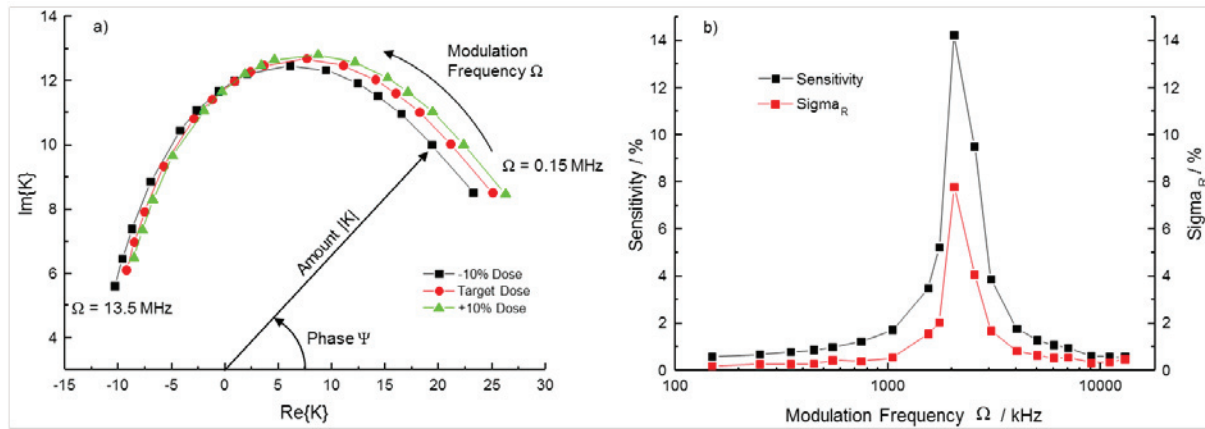 a)
Modulation
Frequency Ω
Ω = 0.15 MHz
Amount |K|
Phase Ψ
Ω = 13.5 MHz
-10% Dose
Target Dose
+10% Dose
Im{K}
14
12
10
8
6
4
-15 -10 -5 0 5 10 15 20 25 30
Re{K}
b)
Sensitivity
Sigma_R
Sensitivity / %
14
12
10
8
6
4
2
0
14
12
10
8
6
4
2
0
Sigma_R / %
100 1000 10000
Modulation Frequency Ω / kHz